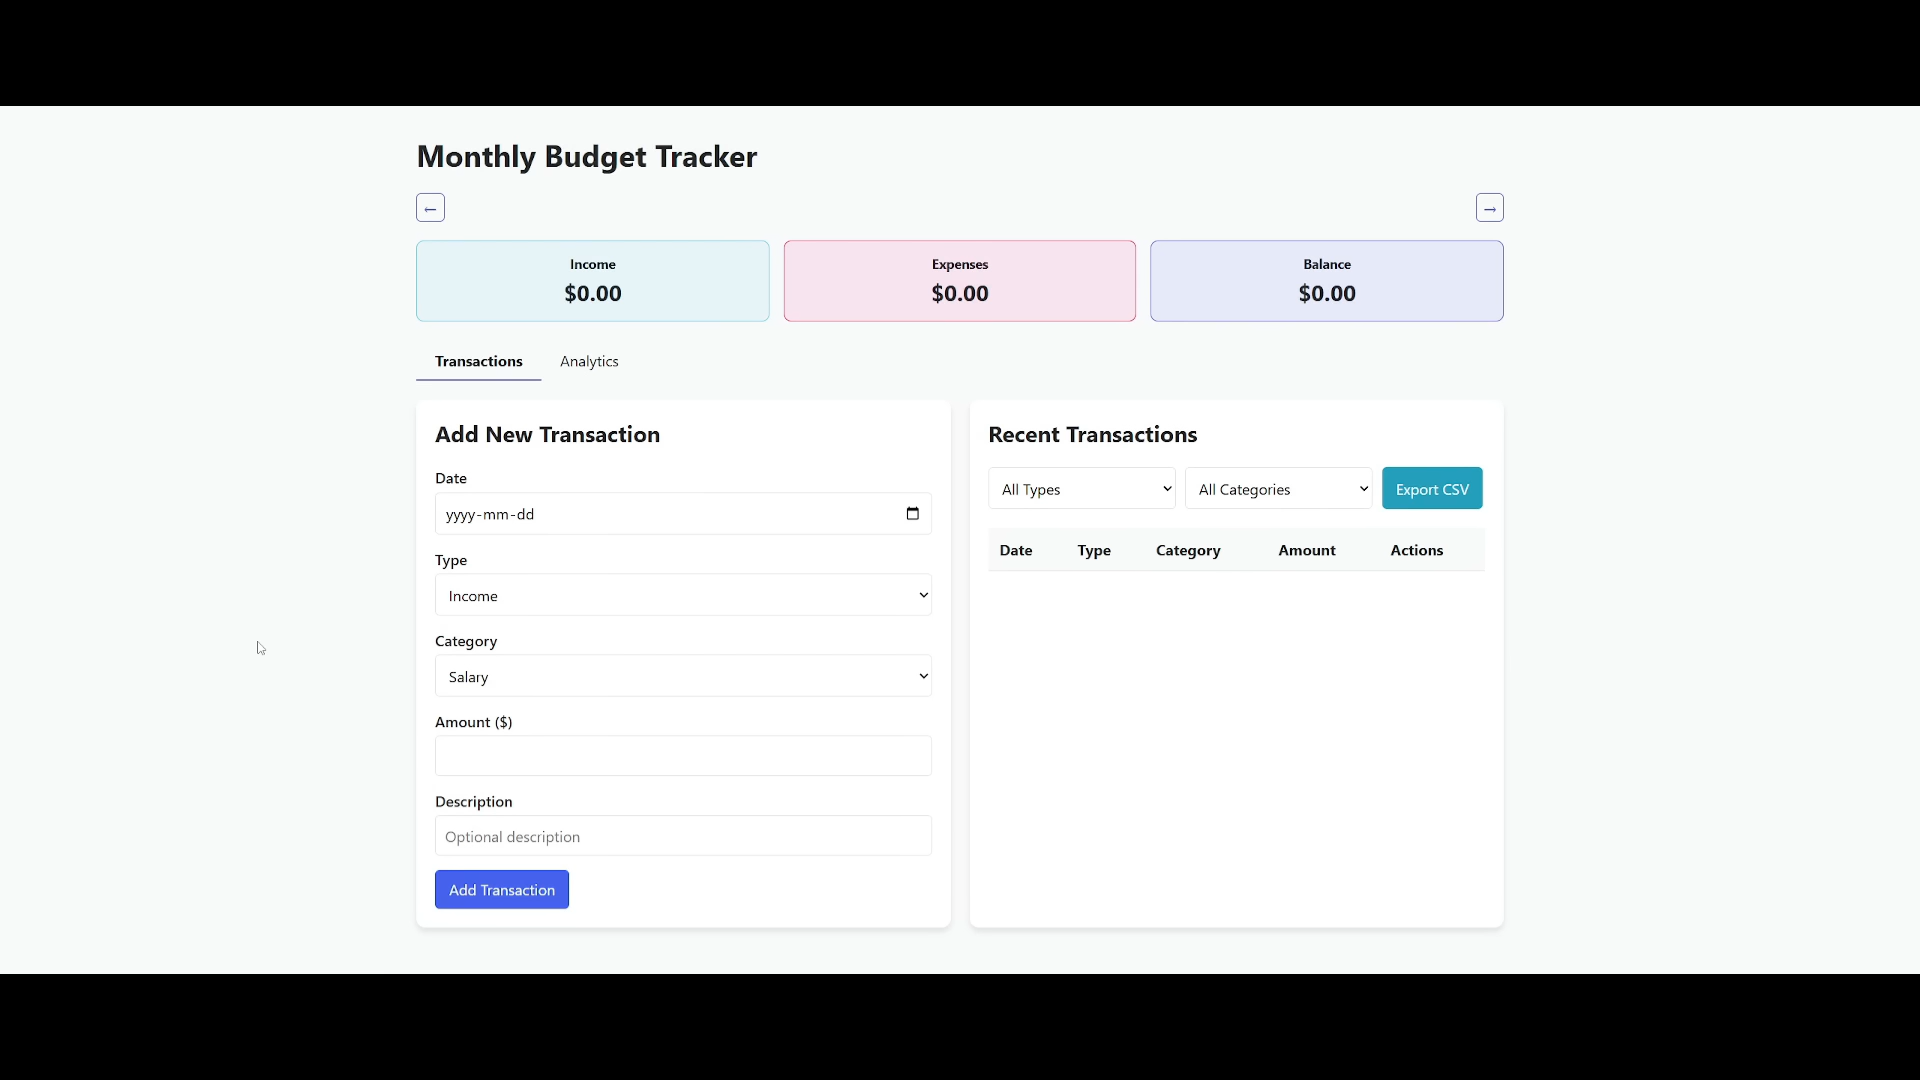 Monthly Budget Tracker
← →
Income Expenses Balance
$0.00 $0.00 $0.00
Transactions Analytics
Add New Transaction
Date
yyyy-mm-dd
Type
Income
Category
Salary
Amount ($)
Description
Optional description
Add Transaction
Recent Transactions
All Types All Categories Export CSV
Date Type Category Amount Actions